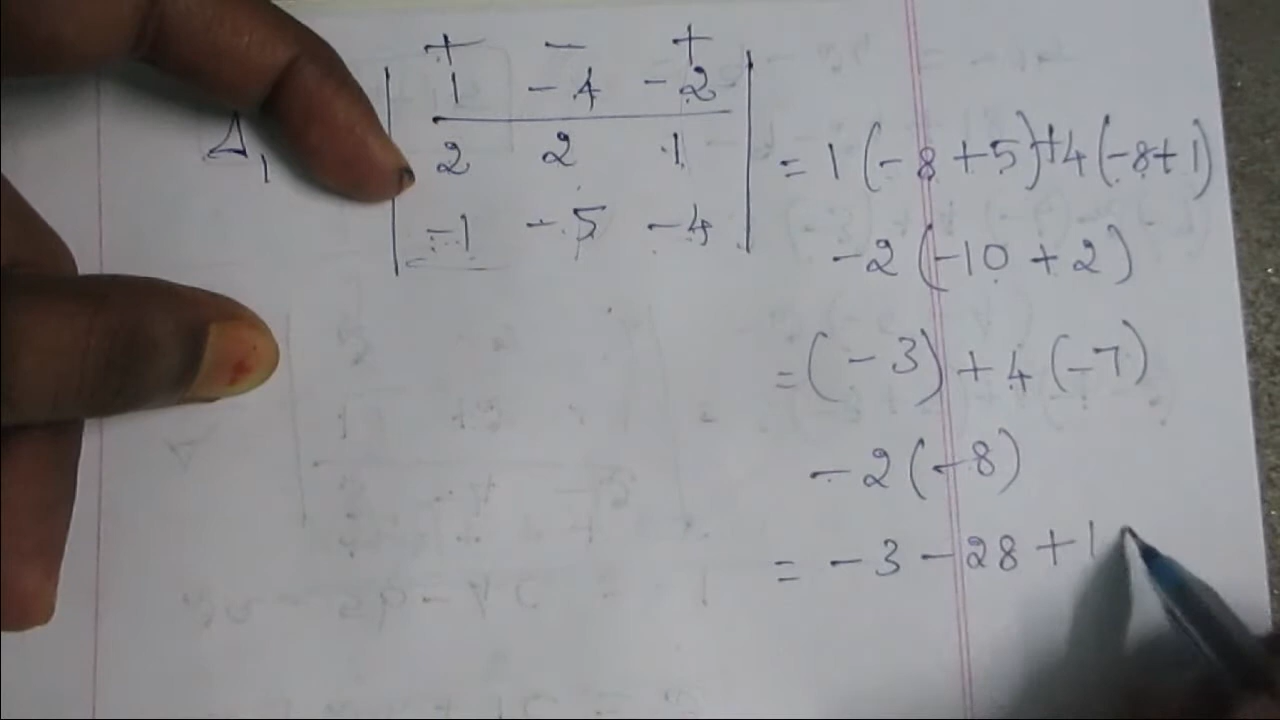 + − +
1 −4 −2
Δ₁ 2 2 1 = 1(−8+5)+4(−8+1)
−1 −5 −4
−2(−10+2)
=(−3)+4(−7)
−2(−8)
= −3−28+1